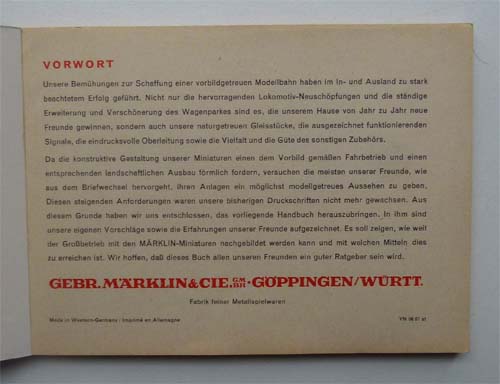 VORWORT
Unsere Bemühungen zur Schaffung einer vorbildgetreuen Modellbahn haben im In- und Ausland zu stark
beachtetem Erfolg geführt. Nicht nur die hervorragenden Lokomotiv-Neuschöpfungen und die ständige
Erweiterung und Verschönerung des Wagenparkes sind es, die unserem Hause von Jahr zu Jahr neue
Freunde gewinnen, sondern auch unsere naturgetreuen Gleisstücke, die ausgezeichnet funktionierenden
Signale, die eindrucksvolle Oberleitung sowie die Vielfalt und die Güte des sonstigen Zubehörs.
Da die konstruktive Gestaltung unserer Miniaturen einen dem Vorbild gemäßen Fahrbetrieb und einen
entsprechenden landschaftlichen Ausbau förmlich fordern, versuchen die meisten unserer Freunde, wie
aus dem Briefwechsel hervorgeht, ihren Anlagen ein möglichst modellgetreues Aussehen zu geben.
Diesen steigenden Anforderungen waren unsere bisherigen Druckschriften nicht mehr gewachsen. Aus
diesem Grunde haben wir uns entschlossen, das vorliegende Handbuch herauszubringen. In ihm sind
unsere eigenen Vorschläge sowie die Erfahrungen unserer Freunde aufgezeichnet. Es soll zeigen, wie weit
der Großbetrieb mit den MÄRKLIN-Miniaturen nachgebildet werden kann und mit welchen Mitteln dies
zu erreichen ist. Wir hoffen, daß dieses Buch allen unseren Freunden ein guter Ratgeber sein wird.
GEBR. MÄRKLIN & CIE. G.M.B.H. · GÖPPINGEN/WÜRTT.
Fabrik feiner Metallspielwaren
Made in Western-Germany / Imprimé en Allemagne